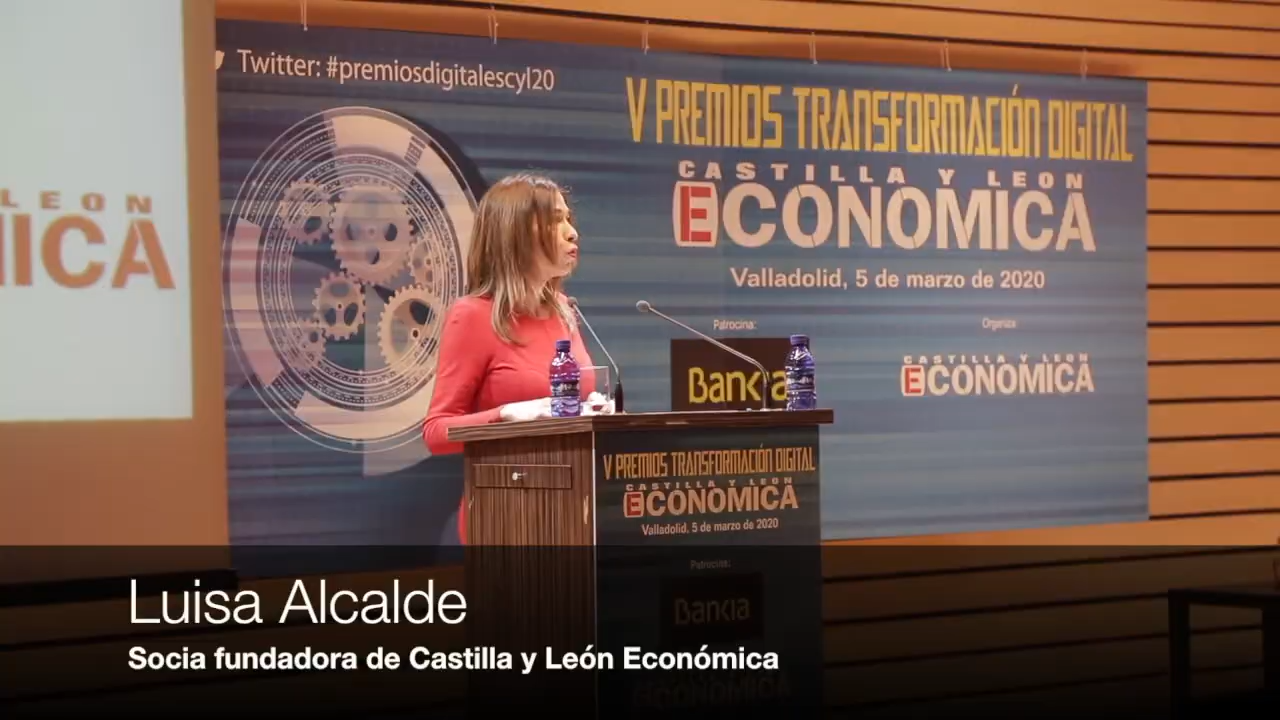 Twitter: #premiosdigitalescyl20
V PREMIOS TRANSFORMACIÓN DIGITAL
CASTILLA Y LEON
ECONOMICA
Valladolid, 5 de marzo de 2020
Patrocina:
Organiza:
Bankia
CASTILLA Y LEON
ECONOMICA
LEON
MICA
V PREMIOS TRANSFORMACIÓN DIGITAL
CASTILLA Y LEON
ECONOMICA
Valladolid, 5 de marzo de 2020
Patrocina:
Bankia
ECONOMICA
Luisa Alcalde
Socia fundadora de Castilla y León Económica